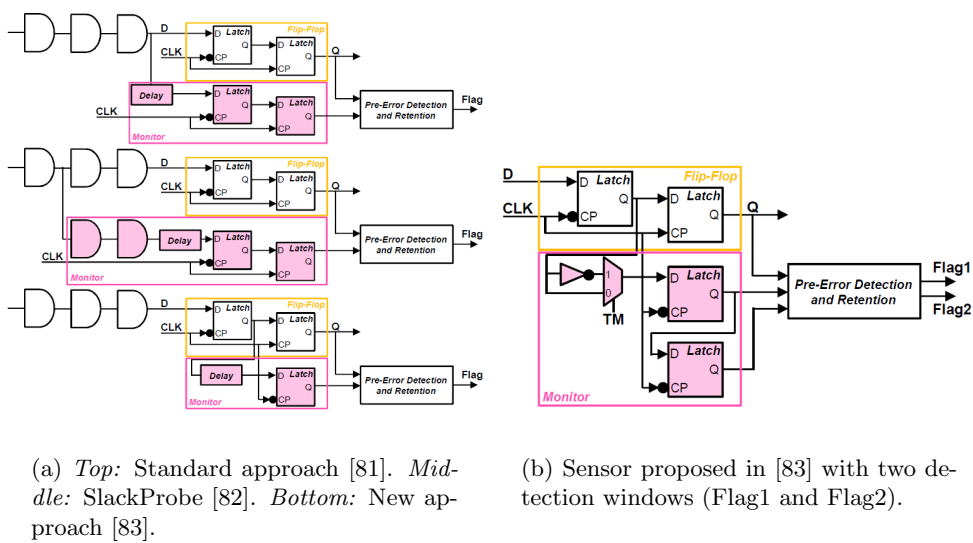 D
Latch
Flip-Flop
D
Q
Latch
D
Q
Q
CLK
CP
CP
Latch
Delay
D
Q
Latch
D
Q
CLK
CP
CP
Monitor
Pre-Error Detection
and Retention
Flag
D
Latch
Flip-Flop
D
Q
Latch
D
Q
Q
CLK
CP
CP
Delay
D
Latch
Q
Latch
D
Q
CLK
CP
CP
Monitor
Pre-Error Detection
and Retention
Flag
D
Latch
Flip-Flop
D
Q
Latch
D
Q
Q
CLK
CP
CP
Delay
Latch
D
Q
CP
Monitor
Pre-Error Detection
and Retention
Flag
(a) Top: Standard approach [81]. Mid-
dle: SlackProbe [82]. Bottom: New ap-
proach [83].
D
Latch
Flip-Flop
D
Q
Latch
D
Q
Q
CLK
CP
CP
1
0
TM
Latch
D
Q
CP
Latch
D
Q
CP
Monitor
Pre-Error Detection
and Retention
Flag1
Flag2
(b) Sensor proposed in [83] with two de-
tection windows (Flag1 and Flag2).